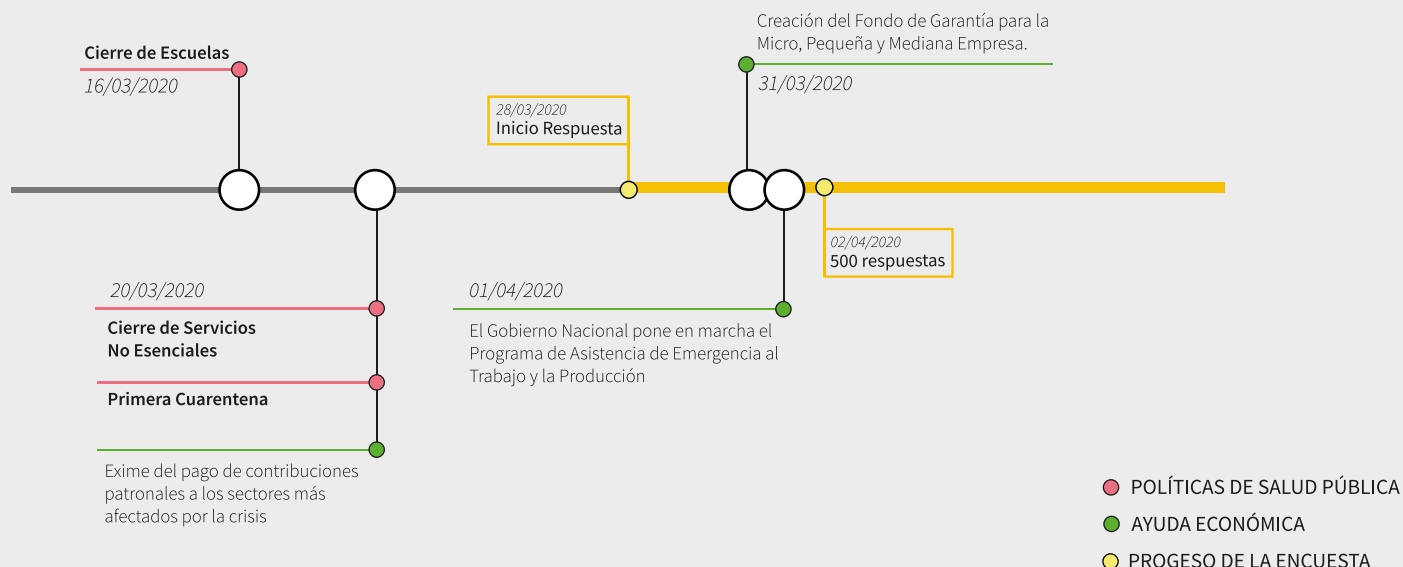 Creación del Fondo de Garantía para la
Micro, Pequeña y Mediana Empresa.
31/03/2020
Cierre de Escuelas
16/03/2020
28/03/2020
Inicio Respuesta
02/04/2020
500 respuestas
20/03/2020
Cierre de Servicios
No Esenciales
Primera Cuarentena
Exime del pago de contribuciones
patronales a los sectores más
afectados por la crisis
01/04/2020
El Gobierno Nacional pone en marcha el
Programa de Asistencia de Emergencia al
Trabajo y la Producción
POLÍTICAS DE SALUD PÚBLICA
AYUDA ECONÓMICA
PROGESO DE LA ENCUESTA